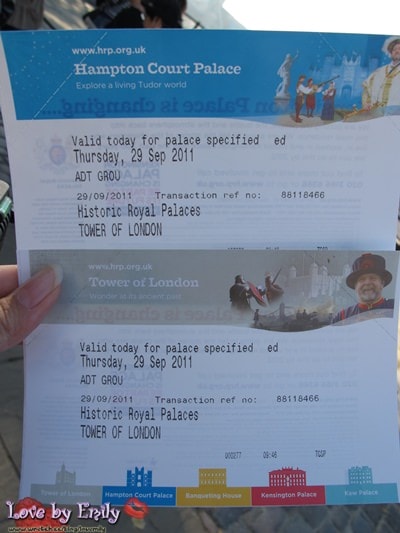 www.hrp.org.uk
Hampton Court Palace
Explore a living Tudor world
Valid today for palace specified ed
Thursday, 29 Sep 2011
ADT GROU
29/09/2011 Transaction ref no: 88118466
Historic Royal Palaces
TOWER OF LONDON
www.hrp.org.uk
Tower of London
Wonder at its ancient past
Valid today for palace specified ed
Thursday, 29 Sep 2011
ADT GROU
29/09/2011 Transaction ref no: 88118466
Historic Royal Palaces
TOWER OF LONDON
000277 09:46 TGOP
Tower of London Hampton Court Palace Banqueting House Kensington Palace Kew Palace
Love by Emily